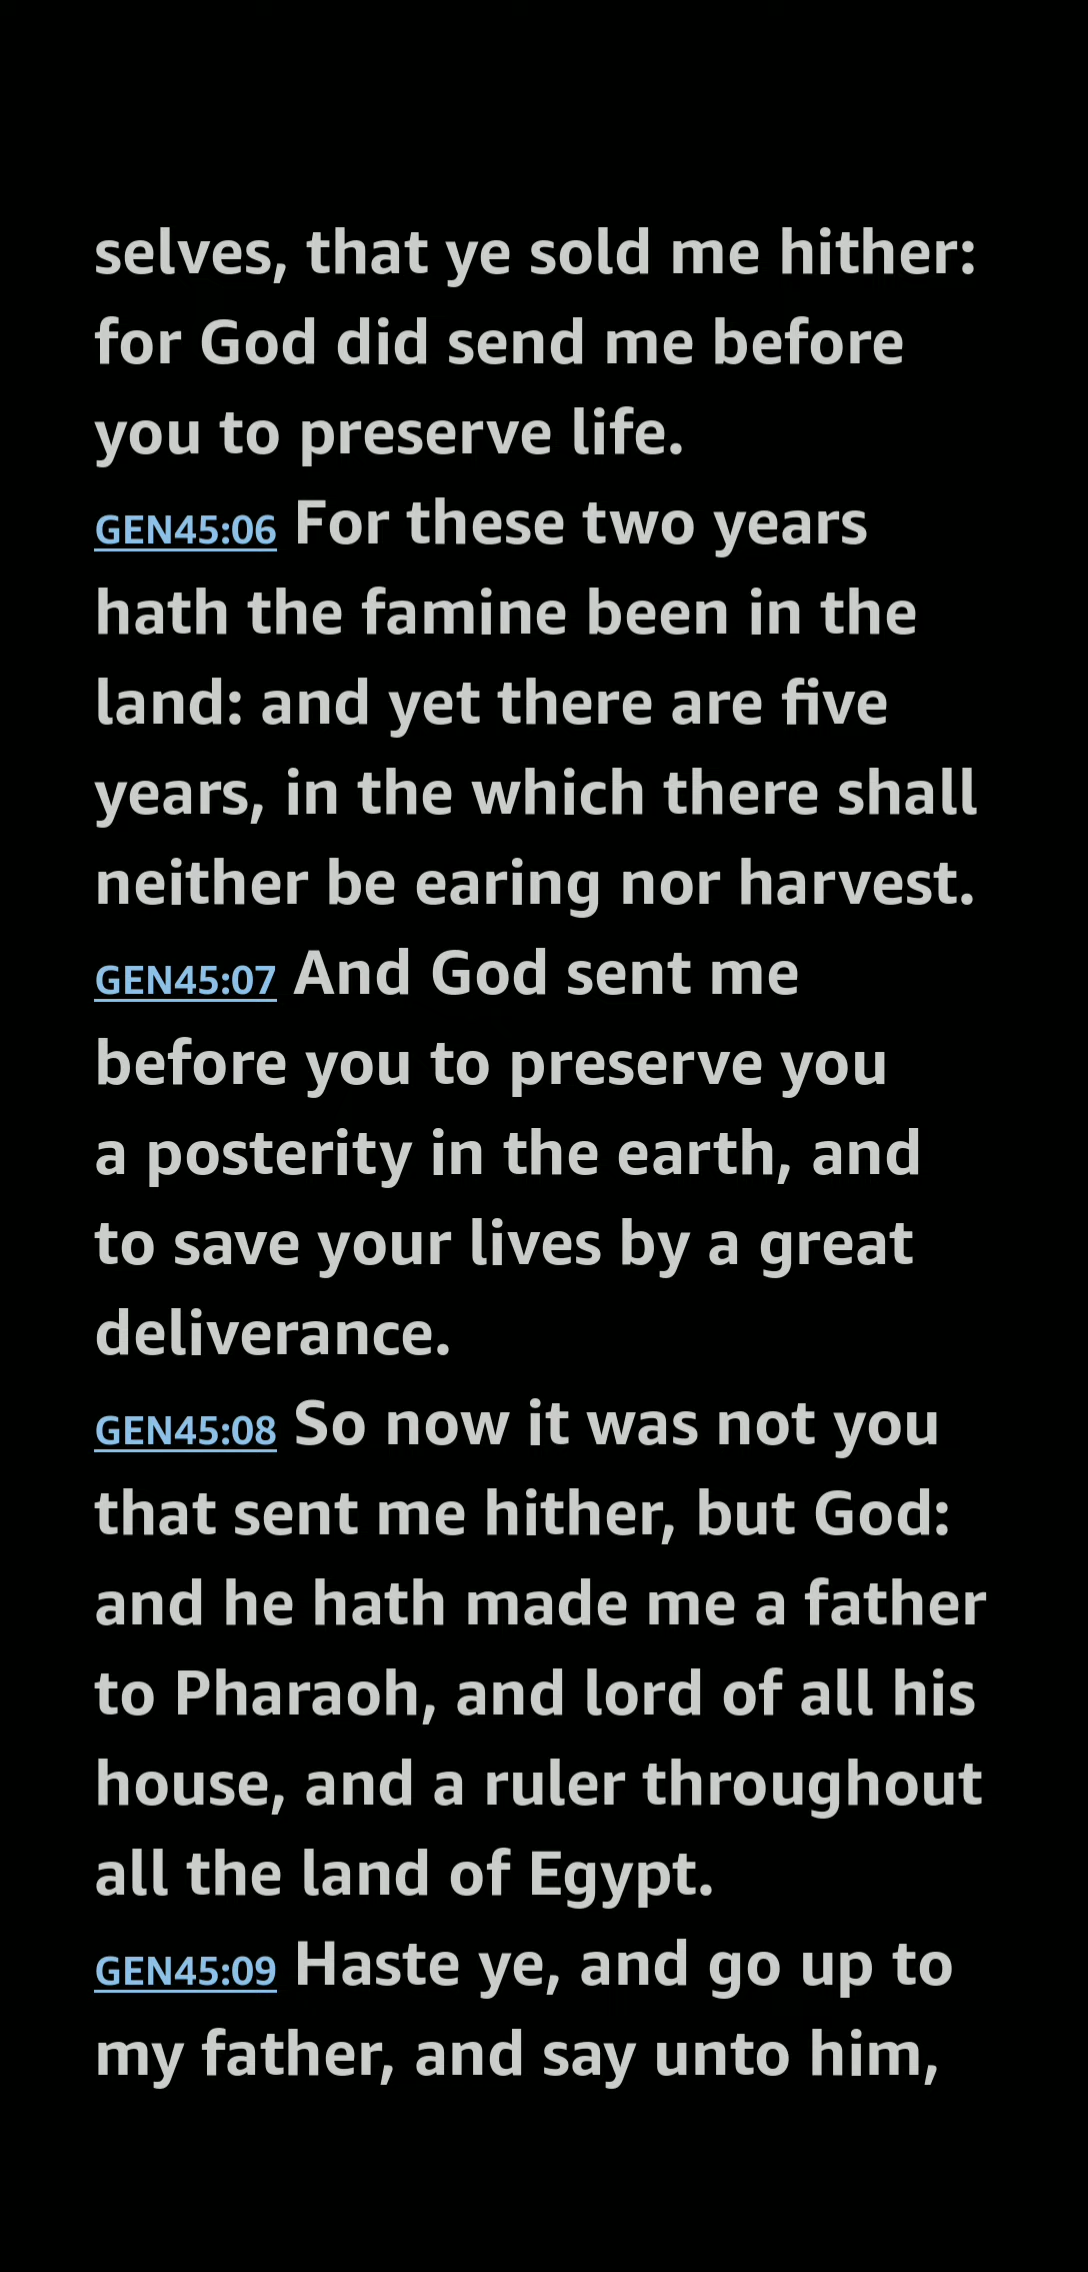 selves, that ye sold me hither:
for God did send me before
you to preserve life.
GEN45:06 For these two years
hath the famine been in the
land: and yet there are five
years, in the which there shall
neither be earing nor harvest.
GEN45:07 And God sent me
before you to preserve you
a posterity in the earth, and
to save your lives by a great
deliverance.
GEN45:08 So now it was not you
that sent me hither, but God:
and he hath made me a father
to Pharaoh, and lord of all his
house, and a ruler throughout
all the land of Egypt.
GEN45:09 Haste ye, and go up to
my father, and say unto him,